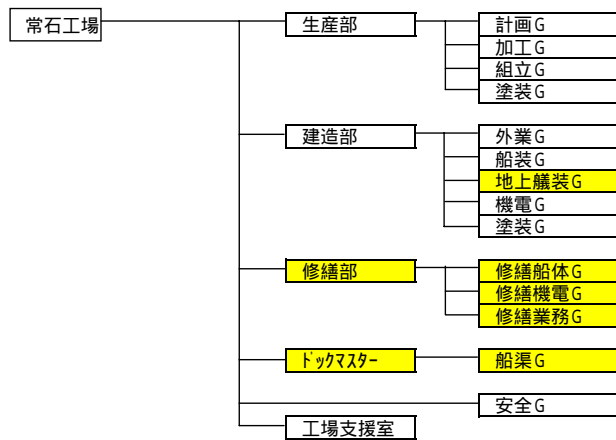 常石工場
生産部
計画G
加工G
組立G
塗装G
建造部
外業G
船装G
地上艤装G
機電G
塗装G
修繕部
修繕船体G
修繕機電G
修繕業務G
ﾄﾞｯｸﾏｽﾀｰ
船渠G
安全G
工場支援室